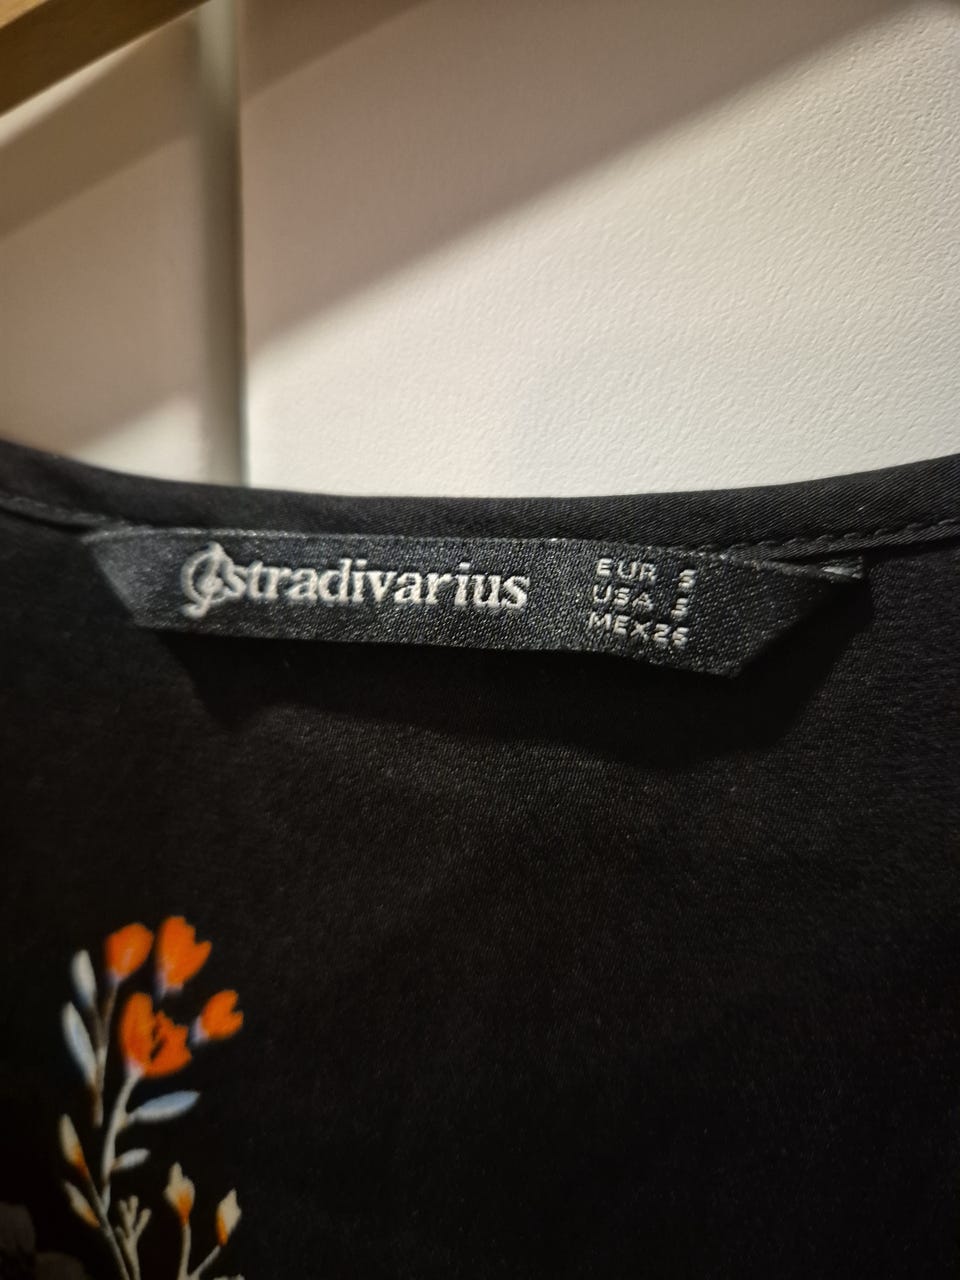 stradivarius
EUR S
USA S
MEX 26